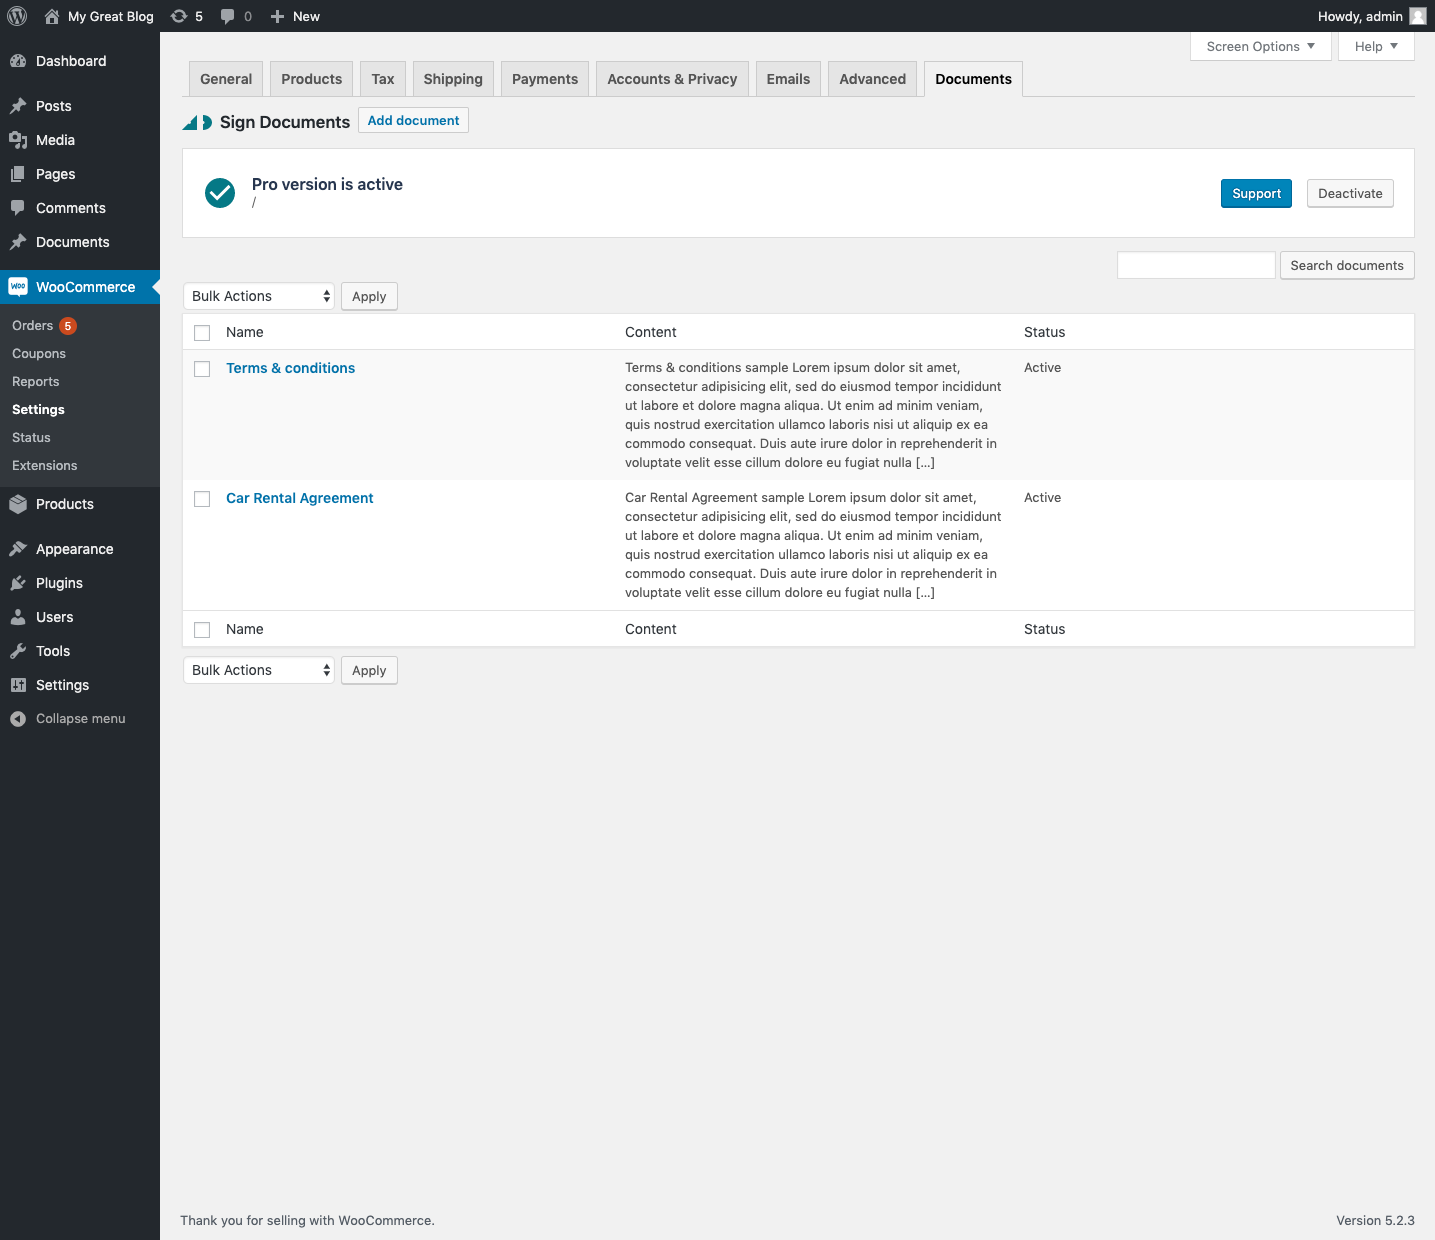 My Great Blog 5 0 New Howdy, admin
Screen Options Help
Dashboard
Posts
Media
Pages
Comments
Documents
WooCommerce
Orders 5
Coupons
Reports
Settings
Status
Extensions
Products
Appearance
Plugins
Users
Tools
Settings
Collapse menu
General Products Tax Shipping Payments Accounts & Privacy Emails Advanced Documents
Sign Documents Add document
Pro version is active
/
Support Deactivate
Search documents
Bulk Actions Apply
Name Content Status
Terms & conditions
Terms & conditions sample Lorem ipsum dolor sit amet,
consectetur adipisicing elit, sed do eiusmod tempor incididunt
ut labore et dolore magna aliqua. Ut enim ad minim veniam,
quis nostrud exercitation ullamco laboris nisi ut aliquip ex ea
commodo consequat. Duis aute irure dolor in reprehenderit in
voluptate velit esse cillum dolore eu fugiat nulla [...]
Active
Car Rental Agreement
Car Rental Agreement sample Lorem ipsum dolor sit amet,
consectetur adipisicing elit, sed do eiusmod tempor incididunt
ut labore et dolore magna aliqua. Ut enim ad minim veniam,
quis nostrud exercitation ullamco laboris nisi ut aliquip ex ea
commodo consequat. Duis aute irure dolor in reprehenderit in
voluptate velit esse cillum dolore eu fugiat nulla [...]
Active
Name Content Status
Bulk Actions Apply
Thank you for selling with WooCommerce. Version 5.2.3